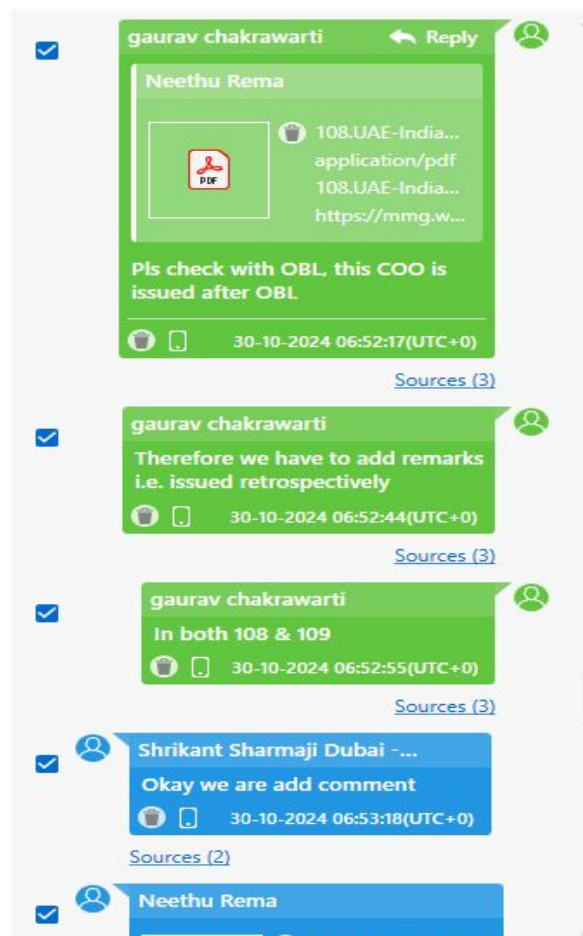 gaurav chakrawarti
Reply
Neethu Rema
108.UAE-India...
PDF
application/pdf
108.UAE-India...
https://mmg.w...
Pls check with OBL, this COO is
issued after OBL
30-10-2024 06:52:17(UTC+0)
Sources (3)
gaurav chakrawarti
Therefore we have to add remarks
i.e. issued retrospectively
30-10-2024 06:52:44(UTC+0)
Sources (3)
gaurav chakrawarti
In both 108 & 109
30-10-2024 06:52:55(UTC+0)
Sources (3)
Shrikant Sharmaji Dubai -...
Okay we are add comment
30-10-2024 06:53:18(UTC+0)
Sources (2)
Neethu Rema